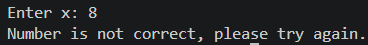 Enter x: 8
Number is not correct, please try again.